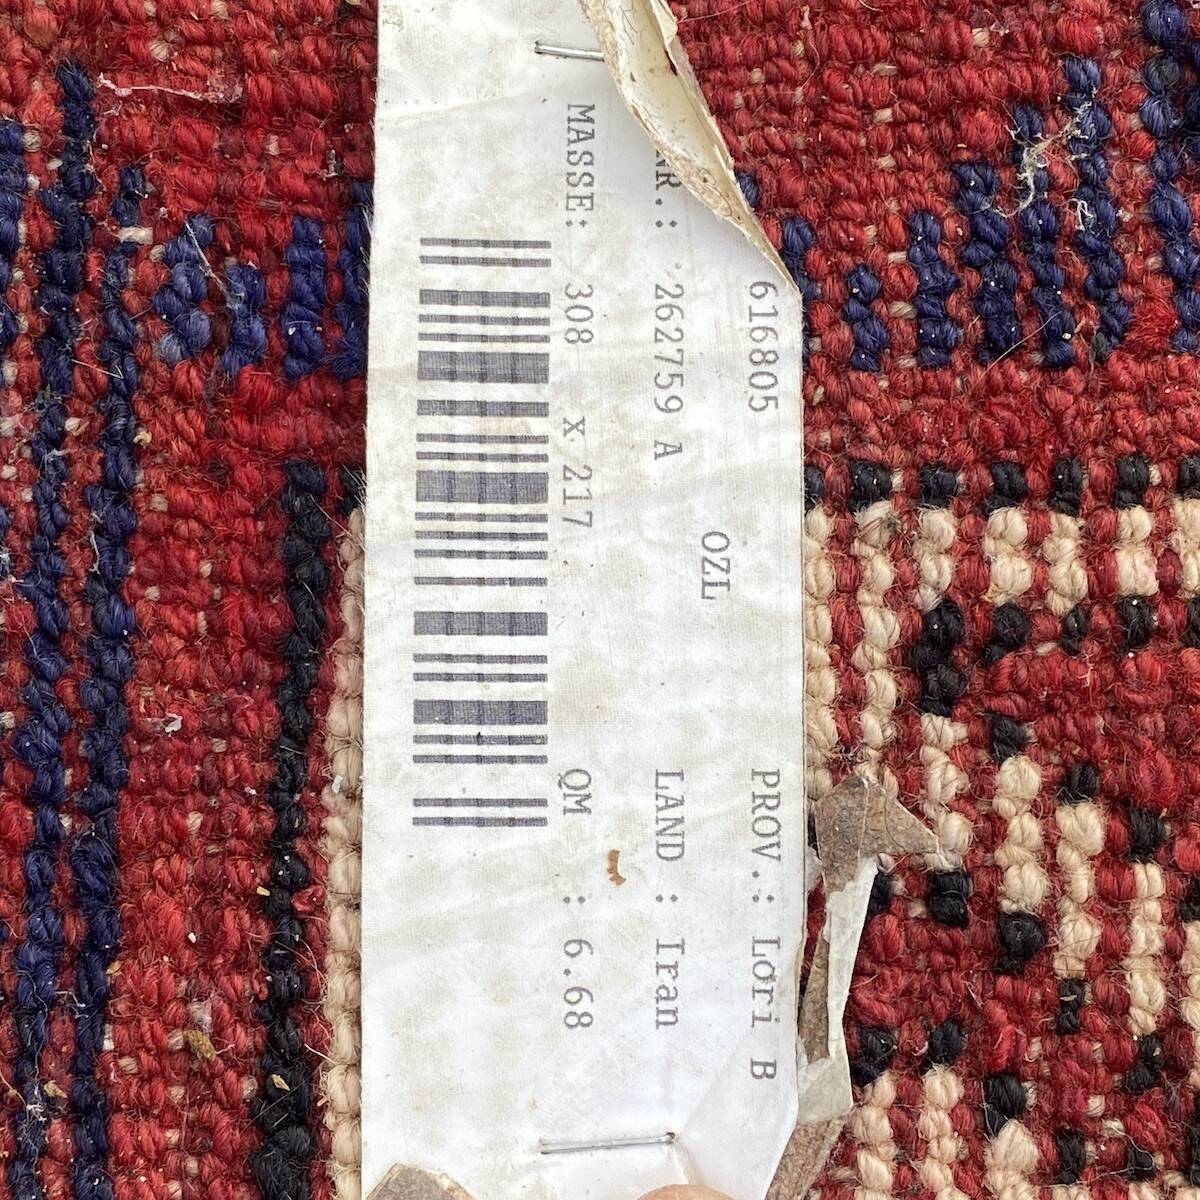 616805 PROV.: Lori B
OZL
NR.: 262759 A LAND : Iran
MASSE: 308 x 217 QM : 6.68